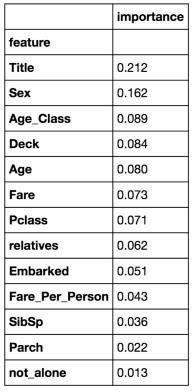 importance
feature
Title 0.212
Sex 0.162
Age_Class 0.089
Deck 0.084
Age 0.080
Fare 0.073
Pclass 0.071
relatives 0.062
Embarked 0.051
Fare_Per_Person 0.043
SibSp 0.036
Parch 0.022
not_alone 0.013